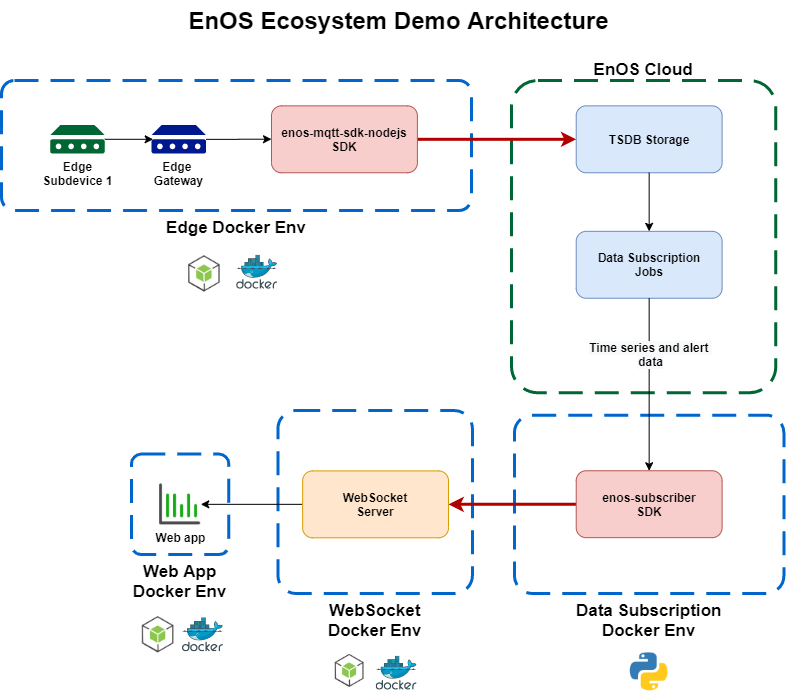 EnOS Ecosystem Demo Architecture
EnOS Cloud
enos-mqtt-sdk-nodejs
SDK
TSDB Storage
Edge
Subdevice 1
Edge
Gateway
Edge Docker Env
docker
Data Subscription
Jobs
Time series and alert
data
WebSocket
Server
enos-subscriber
SDK
Web app
Web App
Docker Env
docker
WebSocket
Docker Env
docker
Data Subscription
Docker Env